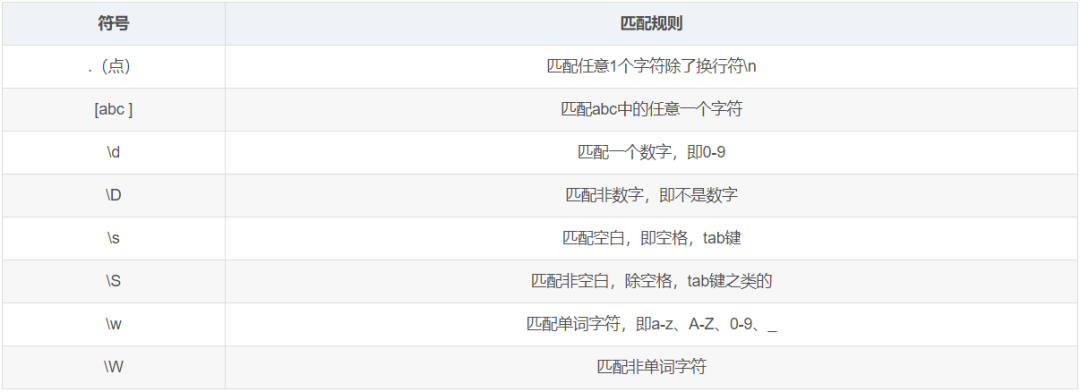 符号 匹配规则
.（点） 匹配任意1个字符除了换行符\n
[abc ] 匹配abc中的任意一个字符
\d 匹配一个数字，即0-9
\D 匹配非数字，即不是数字
\s 匹配空白，即空格，tab键
\S 匹配非空白，除空格，tab键之类的
\w 匹配单词字符，即a-z、A-Z、0-9、_
\W 匹配非单词字符